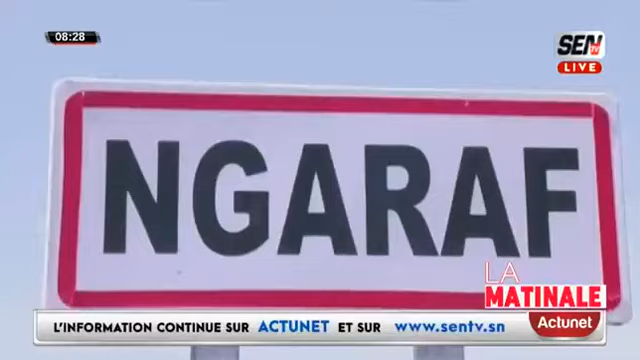 08:28
SEN TV
LIVE
NGARAF
LA
MATINALE
Actunet
L'INFORMATION CONTINUE SUR ACTUNET ET SUR www.sentv.sn